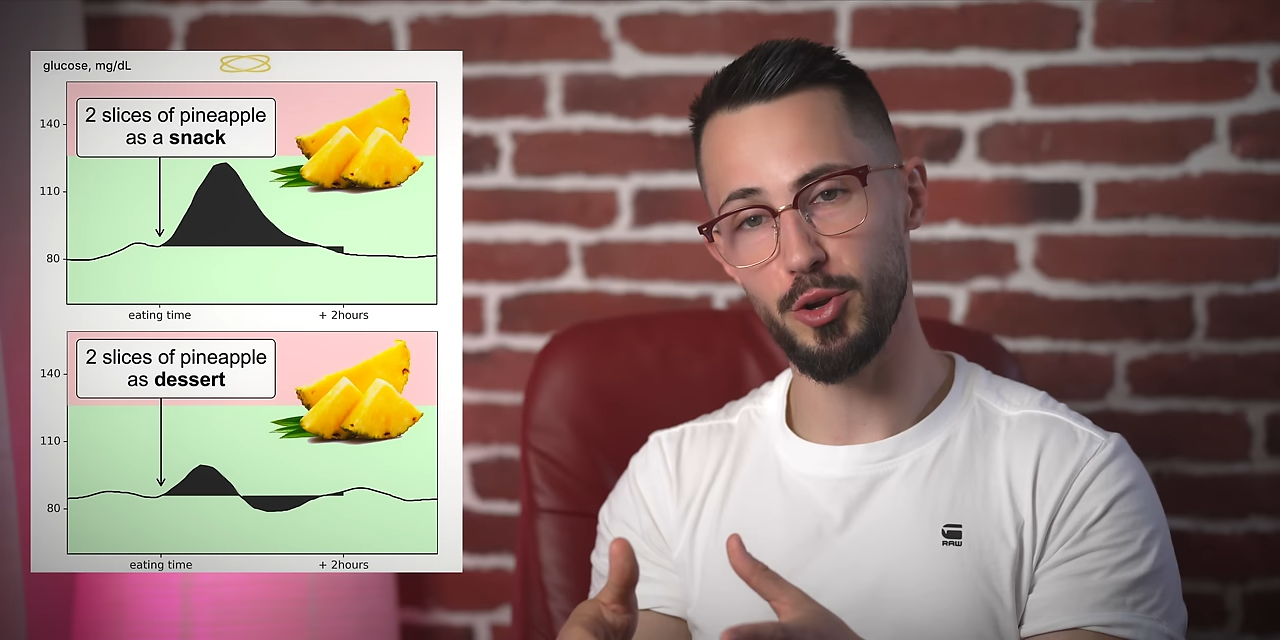 glucose, mg/dL
2 slices of pineapple
as a snack
140
110
80
eating time
+ 2hours
2 slices of pineapple
as dessert
140
110
80
eating time
+ 2hours
RAW